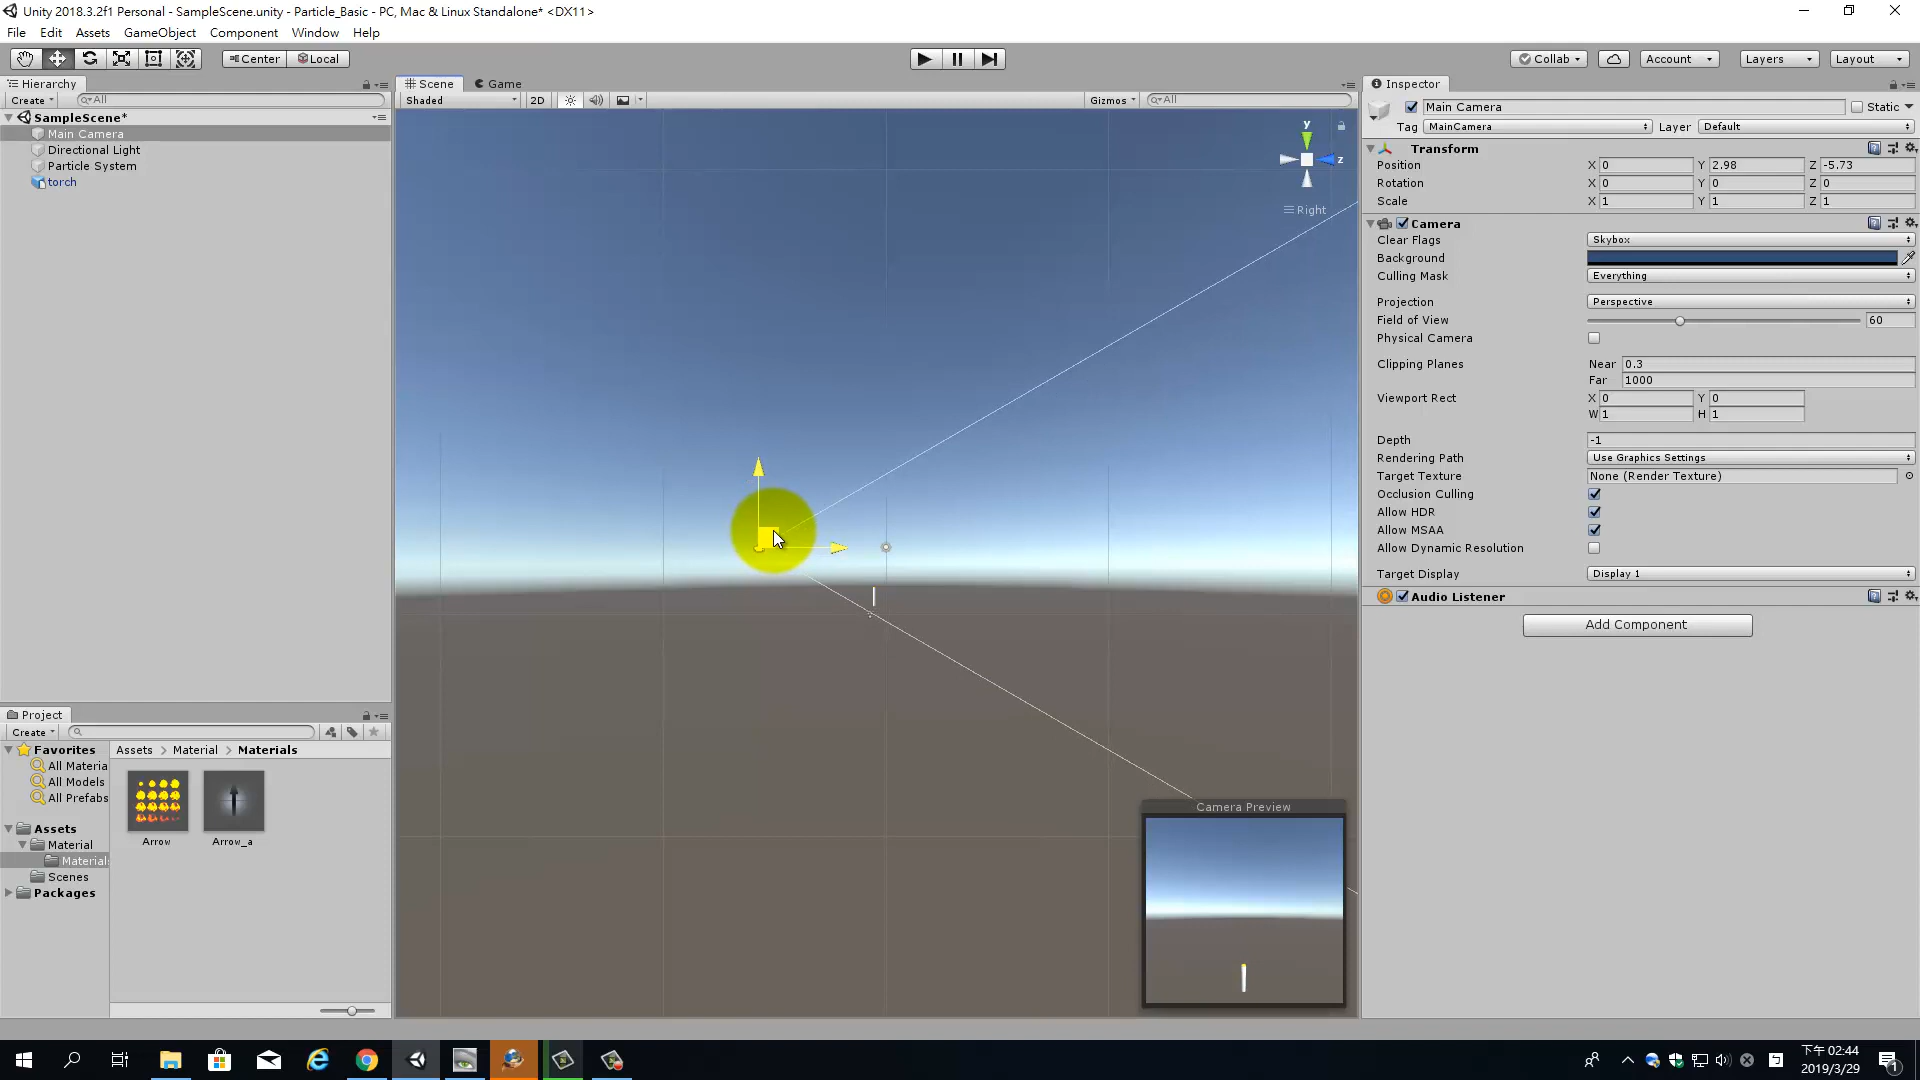 Unity 2018.3.2f1 Personal - SampleScene.unity - Particle_Basic - PC, Mac & Linux Standalone* <DX11>
File Edit Assets GameObject Component Window Help
Center Local Collab Account Layers Layout
Hierarchy
Create All
SampleScene*
Main Camera
Directional Light
Particle System
torch
Scene Game
Shaded 2D Gizmos All
y
z
Right
Camera Preview
Inspector
Main Camera Static
Tag MainCamera Layer Default
Transform
Position X 0 Y 2.98 Z -5.73
Rotation X 0 Y 0 Z 0
Scale X 1 Y 1 Z 1
Camera
Clear Flags Skybox
Background
Culling Mask Everything
Projection Perspective
Field of View 60
Physical Camera
Clipping Planes Near 0.3
Far 1000
Viewport Rect X 0 Y 0
W 1 H 1
Depth -1
Rendering Path Use Graphics Settings
Target Texture None (Render Texture)
Occlusion Culling
Allow HDR
Allow MSAA
Allow Dynamic Resolution
Target Display Display 1
Audio Listener
Add Component
Project
Create
Favorites
All Materia
All Models
All Prefabs
Assets
Material
Material
Scenes
Packages
Assets > Material > Materials
Arrow Arrow_a
下午 02:44
2019/3/29
1